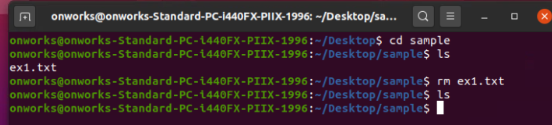 onworks@onworks-Standard-PC-i440FX-PIIX-1996: ~/Desktop/sa...
onworks@onworks-Standard-PC-i440FX-PIIX-1996:~/Desktop$ cd sample
onworks@onworks-Standard-PC-i440FX-PIIX-1996:~/Desktop/sample$ ls
ex1.txt
onworks@onworks-Standard-PC-i440FX-PIIX-1996:~/Desktop/sample$ rm ex1.txt
onworks@onworks-Standard-PC-i440FX-PIIX-1996:~/Desktop/sample$ ls
onworks@onworks-Standard-PC-i440FX-PIIX-1996:~/Desktop/sample$